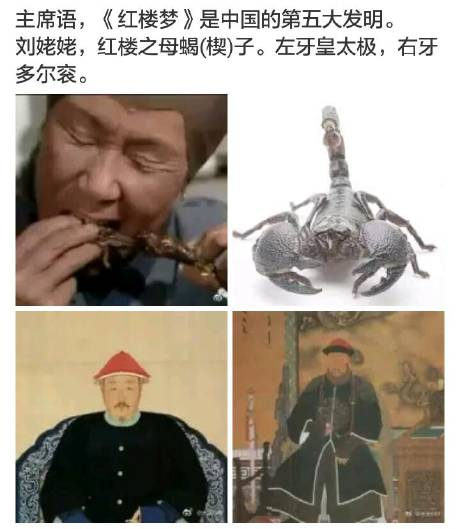 主席语，《红楼梦》是中国的第五大发明。
刘姥姥，红楼之母蝎(楔)子。左牙皇太极，右牙
多尔衮。